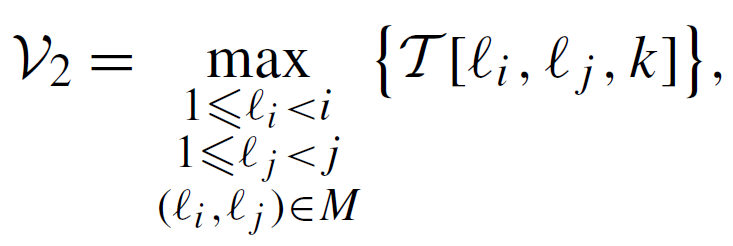 𝒱₂ = max {𝒯[ℓᵢ, ℓⱼ, k]},
1⩽ℓᵢ<i
1⩽ℓⱼ<j
(ℓᵢ,ℓⱼ)∈M